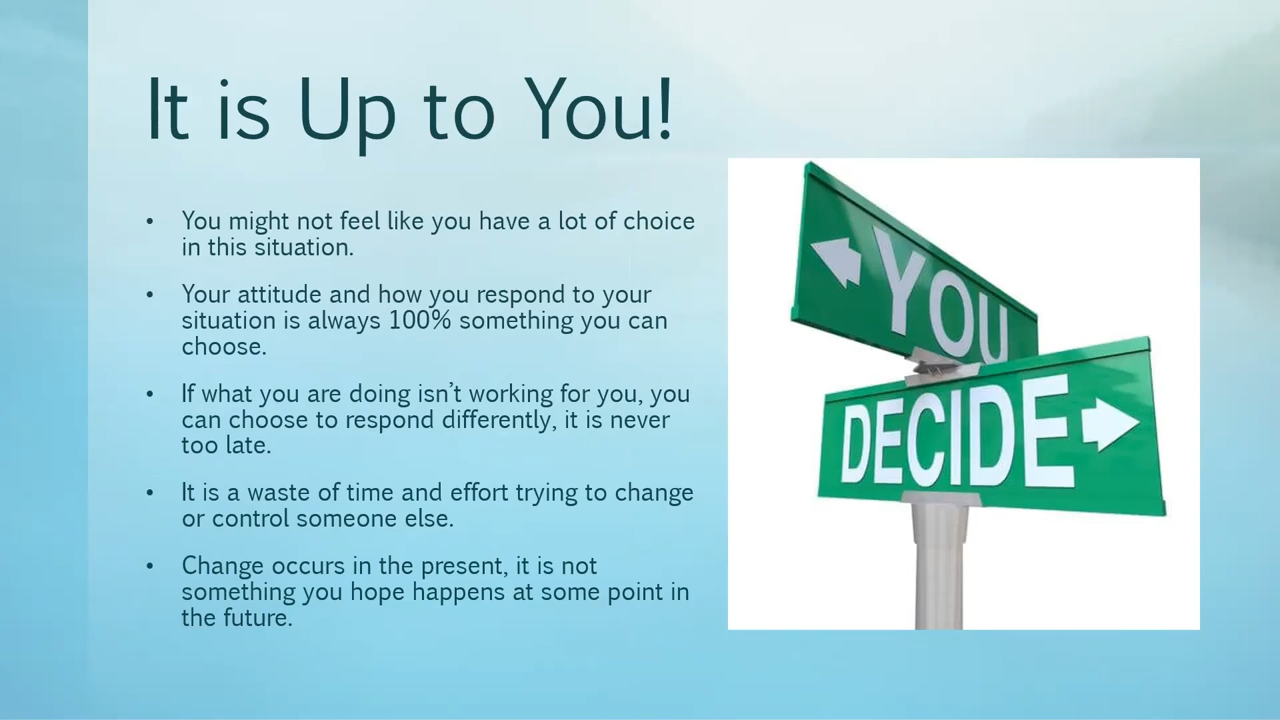 It is Up to You!
• You might not feel like you have a lot of choice
in this situation.
• Your attitude and how you respond to your
situation is always 100% something you can
choose.
• If what you are doing isn’t working for you, you
can choose to respond differently, it is never
too late.
• It is a waste of time and effort trying to change
or control someone else.
• Change occurs in the present, it is not
something you hope happens at some point in
the future.
YOU
DECIDE